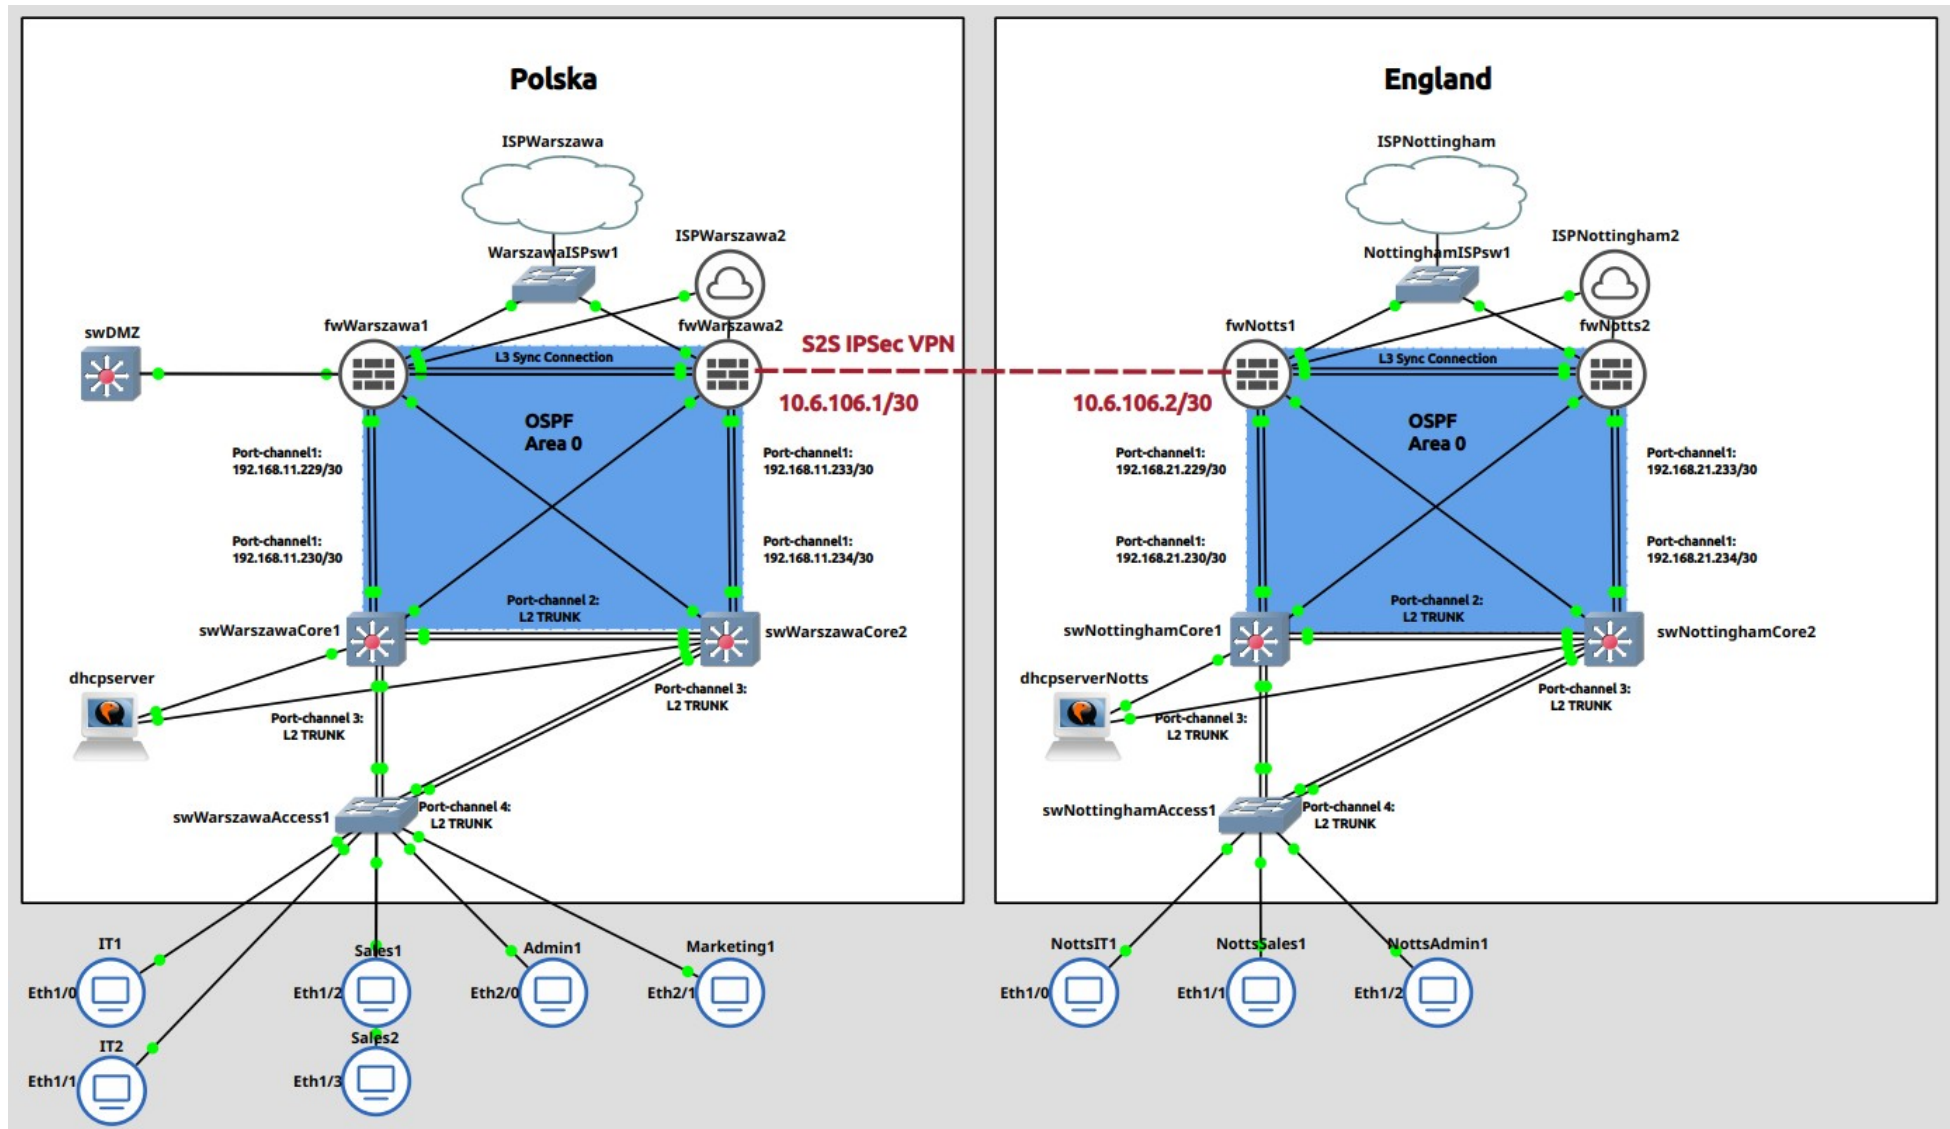 Polska
England
ISPWarszawa
ISPNottingham
ISPWarszawa2
ISPNottingham2
WarszawaISPsw1
NottinghamISPsw1
swDMZ
fwWarszawa1
fwWarszawa2
fwNotts1
fwNotts2
L3 Sync Connection
S2S IPSec VPN
L3 Sync Connection
10.6.106.1/30
10.6.106.2/30
OSPF
Area 0
OSPF
Area 0
Port-channel1:
192.168.11.229/30
Port-channel1:
192.168.11.233/30
Port-channel1:
192.168.21.229/30
Port-channel1:
192.168.21.233/30
Port-channel1:
192.168.11.230/30
Port-channel1:
192.168.11.234/30
Port-channel1:
192.168.21.230/30
Port-channel1:
192.168.21.234/30
Port-channel 2:
L2 TRUNK
Port-channel 2:
L2 TRUNK
swWarszawaCore1
swWarszawaCore2
swNottinghamCore1
swNottinghamCore2
dhcpserver
dhcpserverNotts
Port-channel 3:
L2 TRUNK
Port-channel 3:
L2 TRUNK
Port-channel 3:
L2 TRUNK
Port-channel 3:
L2 TRUNK
swWarszawaAccess1
Port-channel 4:
L2 TRUNK
swNottinghamAccess1
Port-channel 4:
L2 TRUNK
IT1
Sales1
Admin1
Marketing1
NottsIT1
NottsSales1
NottsAdmin1
Eth1/0
Eth1/2
Eth2/0
Eth2/1
Eth1/0
Eth1/1
Eth1/2
IT2
Sales2
Eth1/1
Eth1/3